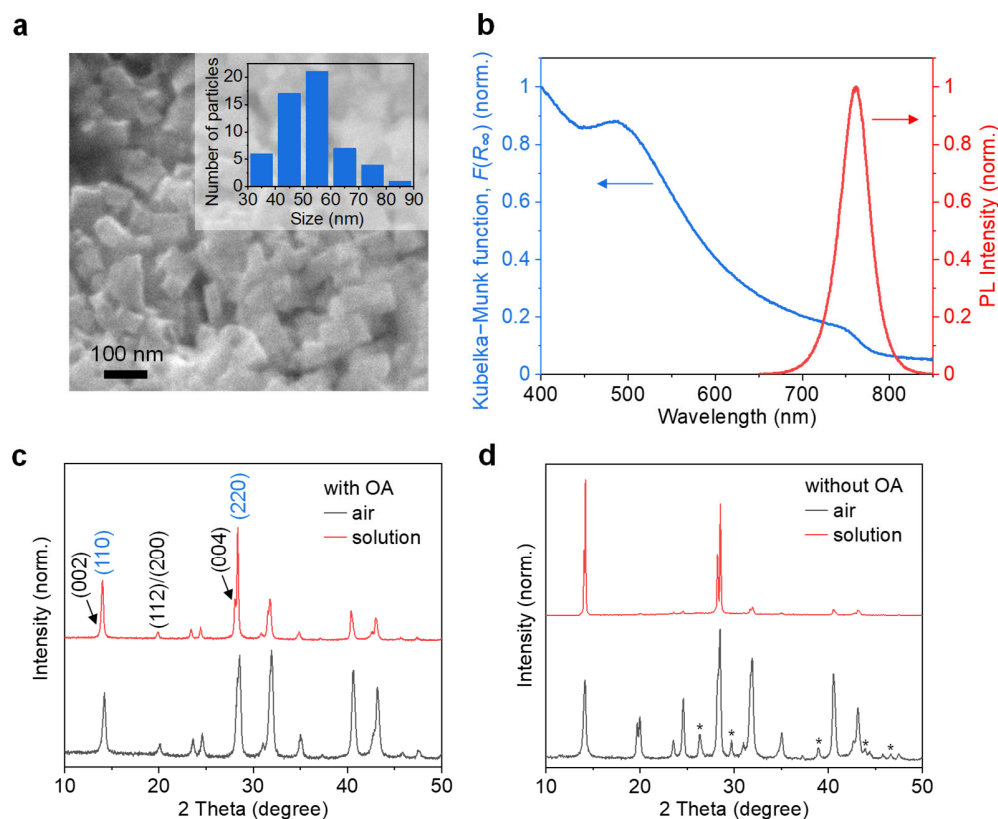 a
Number of particles
20
15
10
5
0
30 40 50 60 70 80 90
Size (nm)
100 nm
b
Kubelka–Munk function, F(R∞) (norm.)
1
0.8
0.6
0.4
0.2
0
400 500 600 700 800
Wavelength (nm)
1
0.8
0.6
0.4
0.2
0
PL Intensity (norm.)
c
Intensity (norm.)
(002)
(110)
(112)/(200)
(004)
(220)
with OA
air
solution
10 20 30 40 50
2 Theta (degree)
d
Intensity (norm.)
without OA
air
solution
* * * * *
10 20 30 40 50
2 Theta (degree)